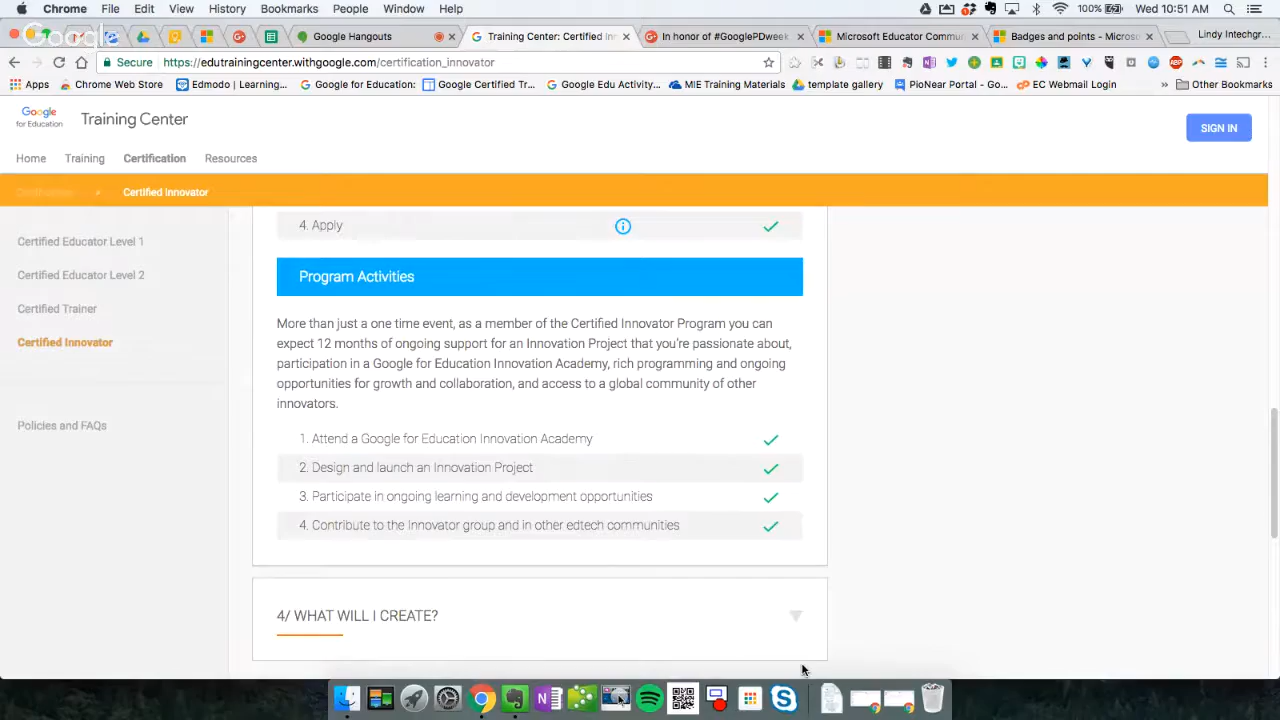 Chrome File Edit View History Bookmarks People Window Help 100% Wed 10:51 AM
Google
Google Hangouts Training Center: Certified In In honor of #GooglePDweek Microsoft Educator Commun Badges and points - Microso Lindy Intechgr...
Secure https://edutrainingcenter.withgoogle.com/certification_innovator
Apps Chrome Web Store Edmodo | Learning... Google for Education: Google Certified Tr... Google Edu Activity... MIE Training Materials template gallery PioNear Portal - Go... EC Webmail Login » Other Bookmarks
Google for Education
Training Center
SIGN IN
Home Training Certification Resources
Certification Certified Innovator
Certified Educator Level 1
Certified Educator Level 2
Certified Trainer
Certified Innovator
Policies and FAQs
4. Apply
Program Activities
More than just a one time event, as a member of the Certified Innovator Program you can
expect 12 months of ongoing support for an Innovation Project that you're passionate about,
participation in a Google for Education Innovation Academy, rich programming and ongoing
opportunities for growth and collaboration, and access to a global community of other
innovators.
1. Attend a Google for Education Innovation Academy
2. Design and launch an Innovation Project
3. Participate in ongoing learning and development opportunities
4. Contribute to the Innovator group and in other edtech communities
4/ WHAT WILL I CREATE?